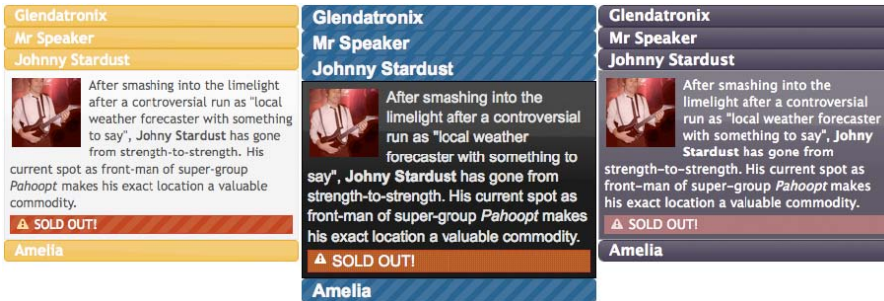 Glendatronix
Mr Speaker
Johnny Stardust
After smashing into the limelight
after a controversial run as "local
weather forecaster with something
to say", Johny Stardust has gone
from strength-to-strength. His
current spot as front-man of super-group
Pahoopt makes his exact location a valuable
commodity.
SOLD OUT!
Amelia
Glendatronix
Mr Speaker
Johnny Stardust
After smashing into the
limelight after a controversial
run as "local weather
forecaster with something to
say", Johny Stardust has gone from
strength-to-strength. His current spot as
front-man of super-group Pahoopt makes
his exact location a valuable commodity.
SOLD OUT!
Amelia
Glendatronix
Mr Speaker
Johnny Stardust
After smashing into the
limelight after a controversial
run as "local weather forecaster
with something to say", Johny
Stardust has gone from
strength-to-strength. His current spot as
front-man of super-group Pahoopt makes
his exact location a valuable commodity.
SOLD OUT!
Amelia